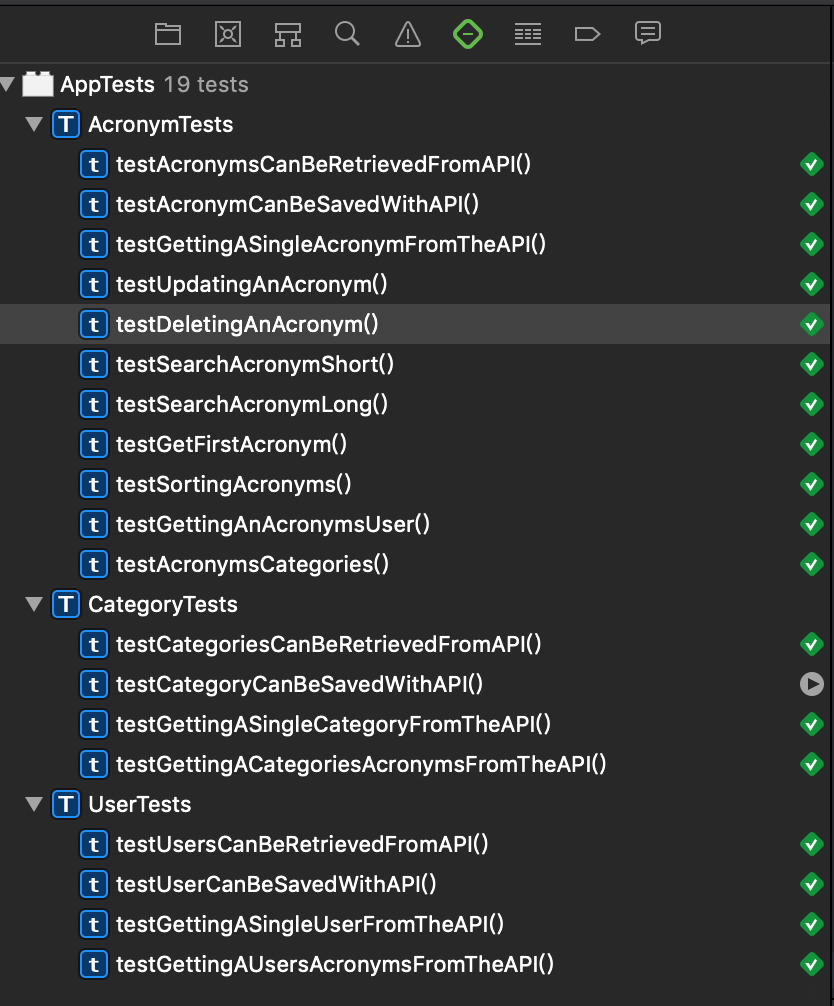 AppTests 19 tests
T AcronymTests
t testAcronymsCanBeRetrievedFromAPI()
t testAcronymCanBeSavedWithAPI()
t testGettingASingleAcronymFromTheAPI()
t testUpdatingAnAcronym()
t testDeletingAnAcronym()
t testSearchAcronymShort()
t testSearchAcronymLong()
t testGetFirstAcronym()
t testSortingAcronyms()
t testGettingAnAcronymsUser()
t testAcronymsCategories()
T CategoryTests
t testCategoriesCanBeRetrievedFromAPI()
t testCategoryCanBeSavedWithAPI()
t testGettingASingleCategoryFromTheAPI()
t testGettingACategoriesAcronymsFromTheAPI()
T UserTests
t testUsersCanBeRetrievedFromAPI()
t testUserCanBeSavedWithAPI()
t testGettingASingleUserFromTheAPI()
t testGettingAUsersAcronymsFromTheAPI()